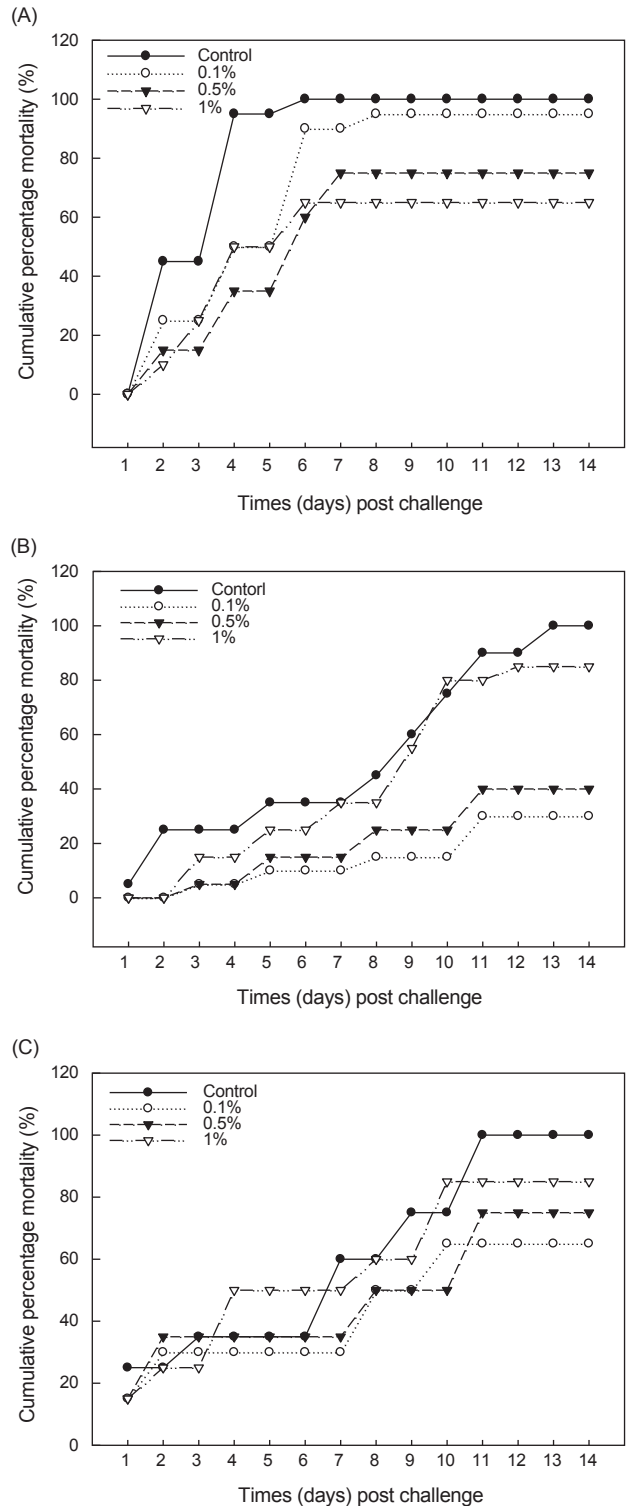 (A)
120
100
80
60
40
20
0
Cumulative percentage mortality (%)
Control
0.1%
0.5%
1%
1 2 3 4 5 6 7 8 9 10 11 12 13 14
Times (days) post challenge
(B)
120
100
80
60
40
20
0
Cumulative percentage mortality (%)
Contorl
0.1%
0.5%
1%
1 2 3 4 5 6 7 8 9 10 11 12 13 14
Times (days) post challenge
(C)
120
100
80
60
40
20
0
Cumulative percentage mortality (%)
Control
0.1%
0.5%
1%
1 2 3 4 5 6 7 8 9 10 11 12 13 14
Times (days) post challenge